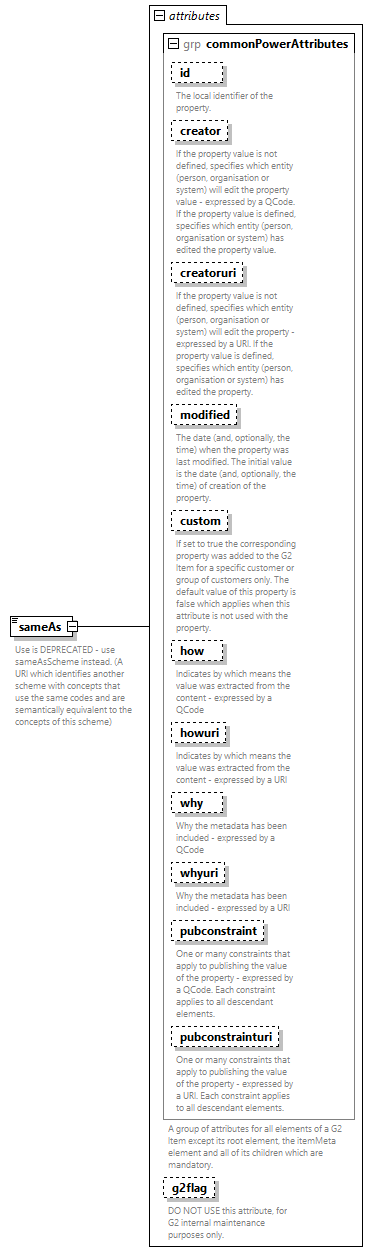 attributes
grp commonPowerAttributes
id
The local identifier of the
property.
creator
If the property value is not
defined, specifies which entity
(person, organisation or
system) will edit the property
value - expressed by a QCode.
If the property value is defined,
specifies which entity (person,
organisation or system) has
edited the property value.
creatoruri
If the property value is not
defined, specifies which entity
(person, organisation or
system) will edit the property -
expressed by a URI. If the
property value is defined,
specifies which entity (person,
organisation or system) has
edited the property.
modified
The date (and, optionally, the
time) when the property was
last modified. The initial value
is the date (and, optionally, the
time) of creation of the
property.
custom
If set to true the corresponding
property was added to the G2
Item for a specific customer or
group of customers only. The
default value of this property is
false which applies when this
attribute is not used with the
property.
sameAs
Use is DEPRECATED - use
sameAsScheme instead. (A
URI which identifies another
scheme with concepts that
use the same codes and are
semantically equivalent to the
concepts of this scheme)
how
Indicates by which means the
value was extracted from the
content - expressed by a
QCode
howuri
Indicates by which means the
value was extracted from the
content - expressed by a URI
why
Why the metadata has been
included - expressed by a
QCode
whyuri
Why the metadata has been
included - expressed by a URI
pubconstraint
One or many constraints that
apply to publishing the value
of the property - expressed by
a QCode. Each constraint
applies to all descendant
elements.
pubconstrainturi
One or many constraints that
apply to publishing the value
of the property - expressed by
a URI. Each constraint applies
to all descendant elements.
A group of attributes for all elements of a G2
Item except its root element, the itemMeta
element and all of its children which are
mandatory.
g2flag
DO NOT USE this attribute, for
G2 internal maintenance
purposes only.